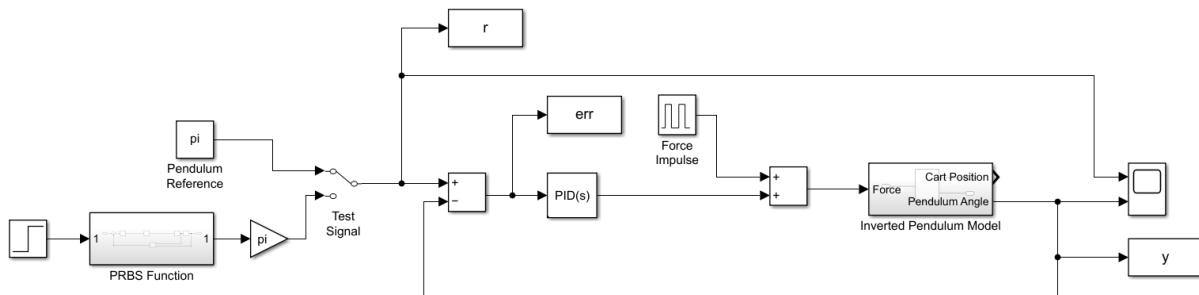 r
err
pi
Pendulum
Reference
Force
Impulse
+
−
PID(s)
+
+
Force
Cart Position
Pendulum Angle
Inverted Pendulum Model
Test
Signal
1
1
PRBS Function
pi
y